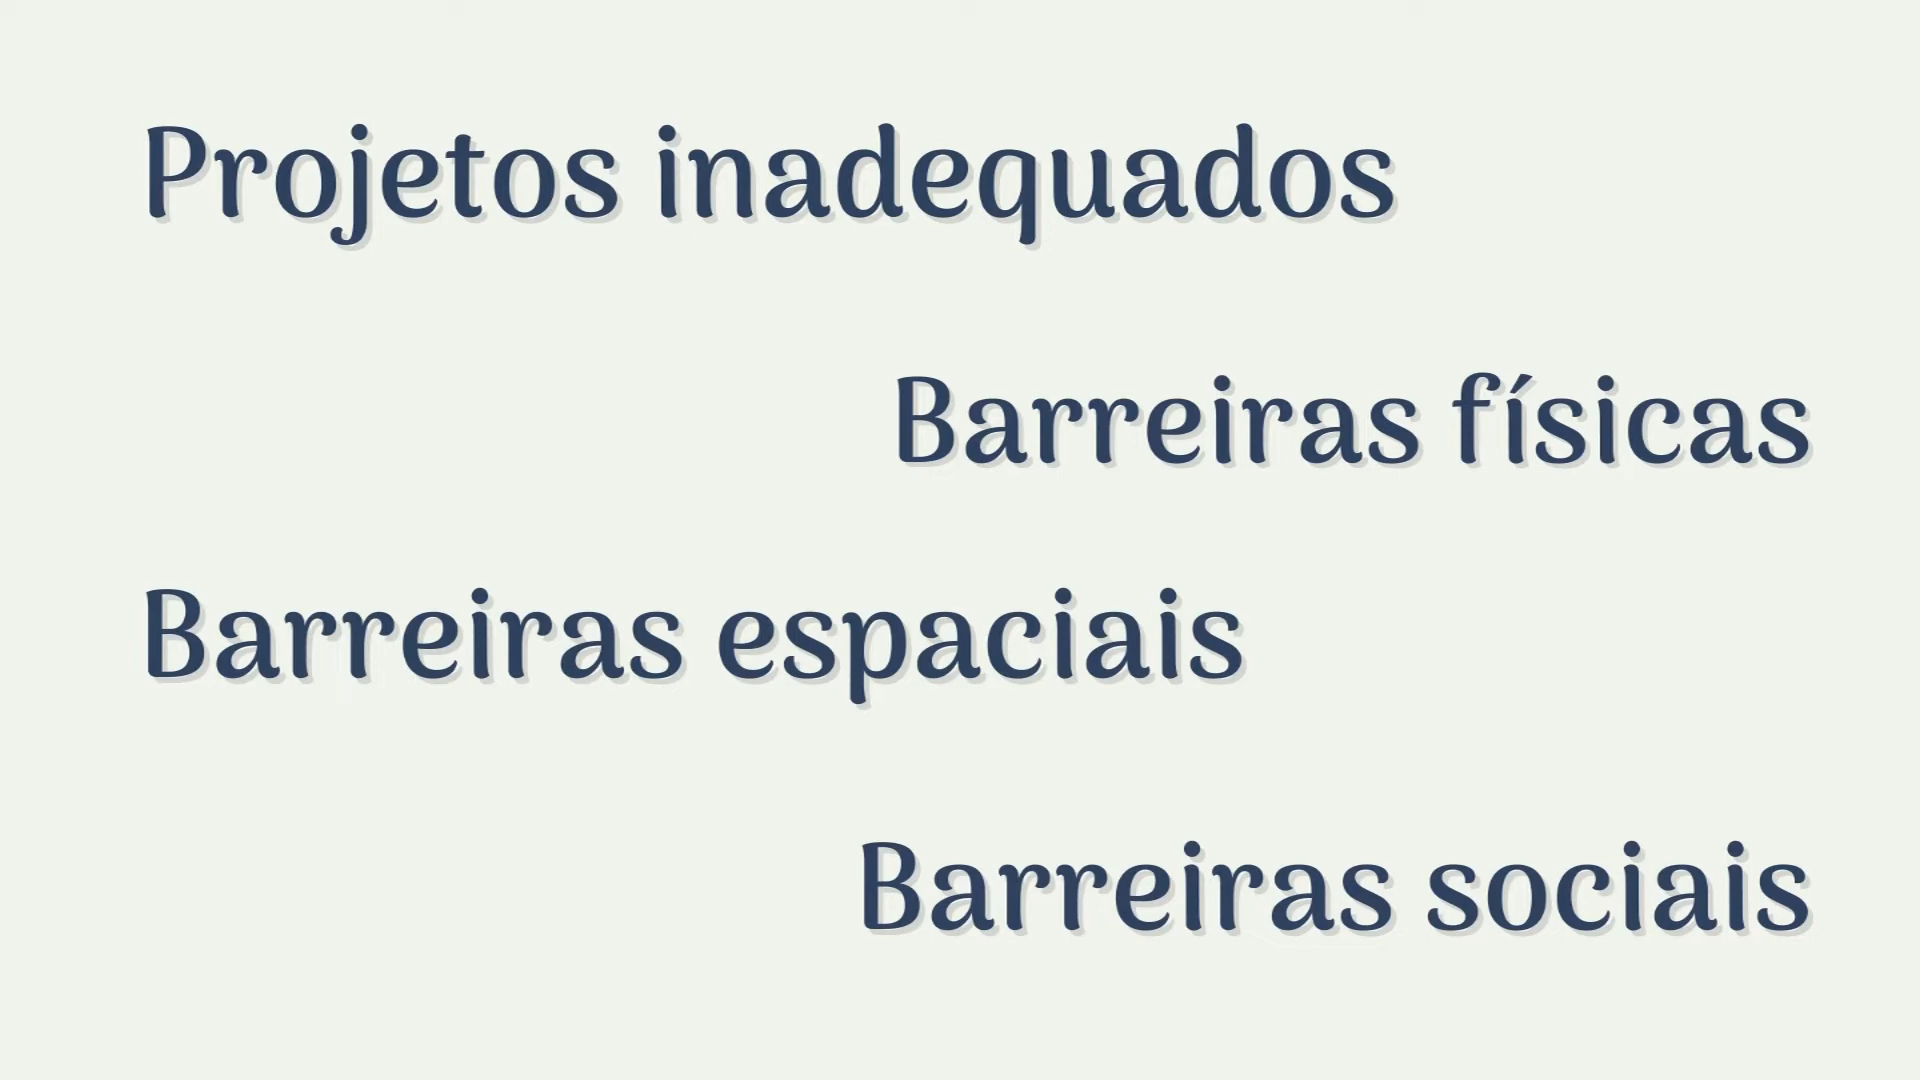 Projetos inadequados
Barreiras físicas
Barreiras espaciais
Barreiras sociais